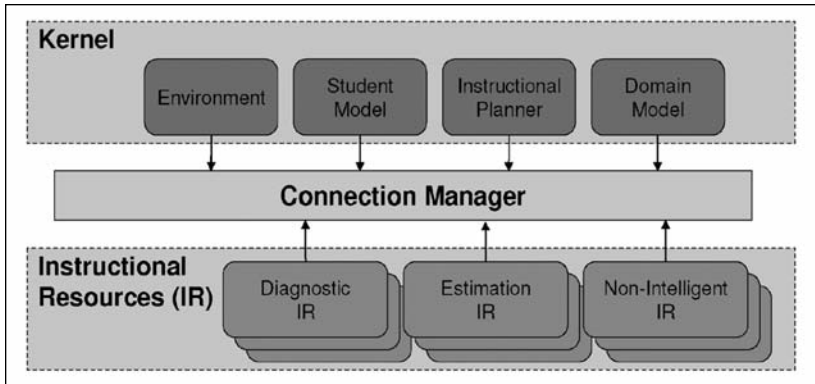 Kernel
Environment
Student
Model
Instructional
Planner
Domain
Model
Connection Manager
Instructional
Resources (IR)
Diagnostic
IR
Estimation
IR
Non-Intelligent
IR